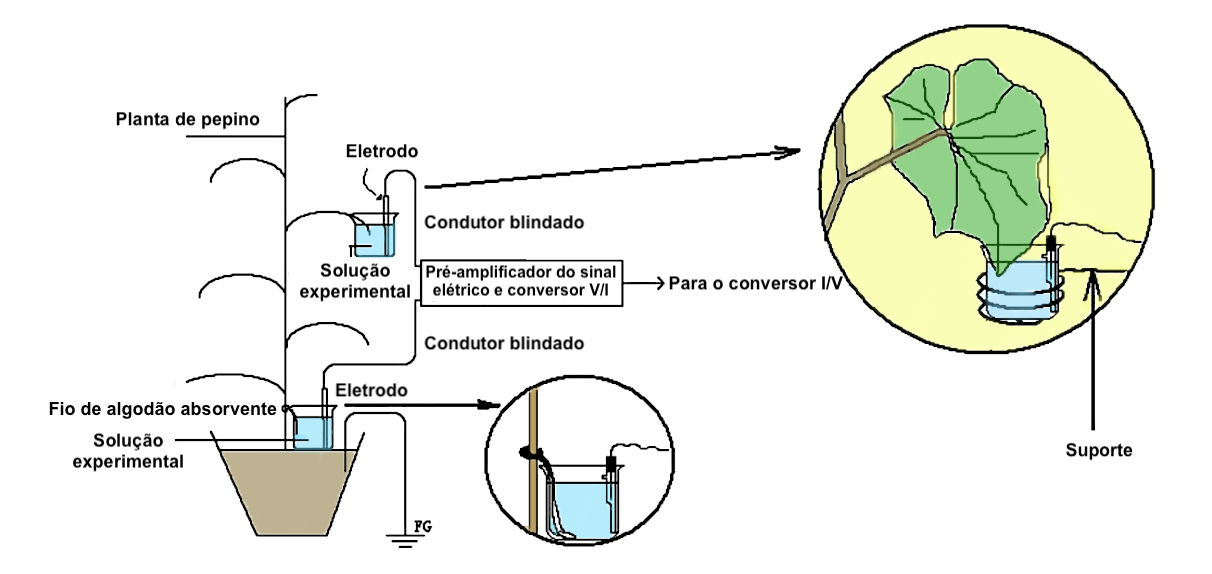 Planta de pepino
Eletrodo
Condutor blindado
Solução
experimental
Pré-amplificador do sinal
elétrico e conversor V/I
Para o conversor I/V
Condutor blindado
Eletrodo
Fio de algodão absorvente
Solução
experimental
FG
Suporte